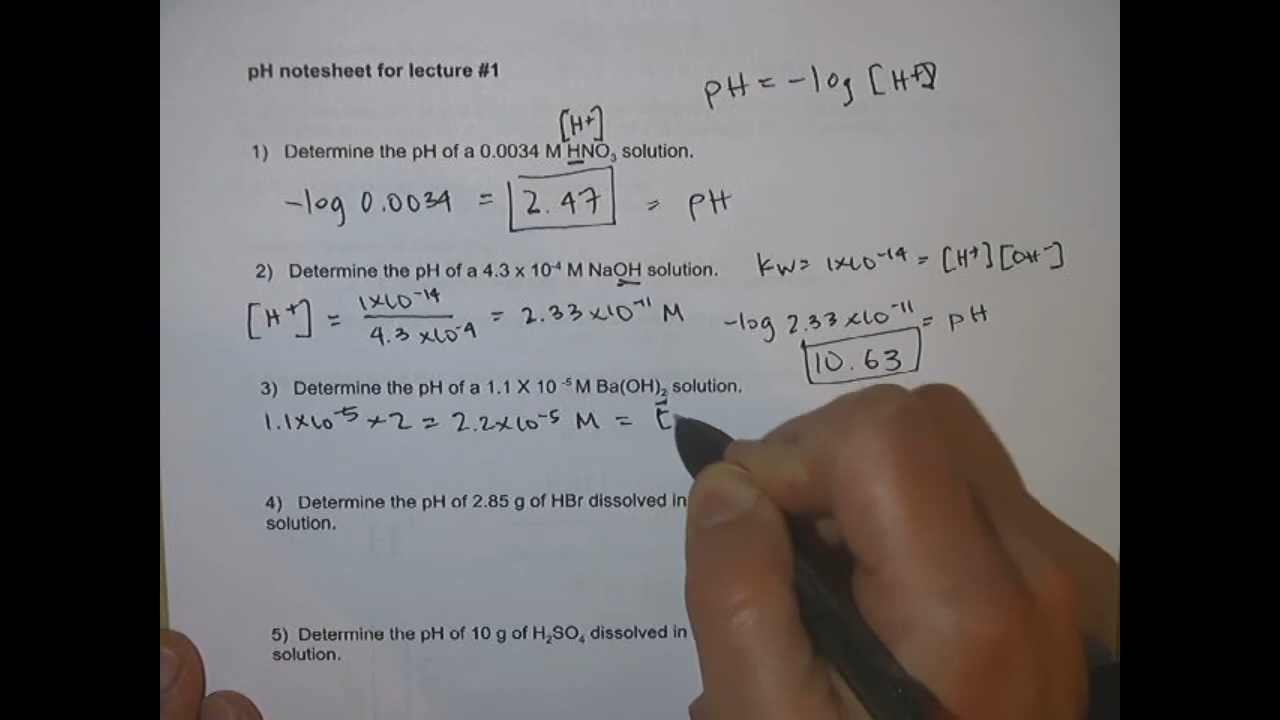 pH notesheet for lecture #1
pH = -log [H+]
[H+]
1) Determine the pH of a 0.0034 M HNO₃ solution.
-log 0.0034 = 2.47 = pH
2) Determine the pH of a 4.3 x 10⁻⁴ M NaOH solution.
Kw = 1x10⁻¹⁴ = [H⁺][OH⁻]
[H⁺] = 1x10⁻¹⁴ / 4.3 x10⁻⁴ = 2.33 x10⁻¹¹ M
-log 2.33 x10⁻¹¹ = pH
10.63
3) Determine the pH of a 1.1 X 10 ⁻⁵ M Ba(OH)₂ solution.
1.1x10⁻⁵ x 2 = 2.2x10⁻⁵ M = [
4) Determine the pH of 2.85 g of HBr dissolved in
solution.
5) Determine the pH of 10 g of H₂SO₄ dissolved in
solution.